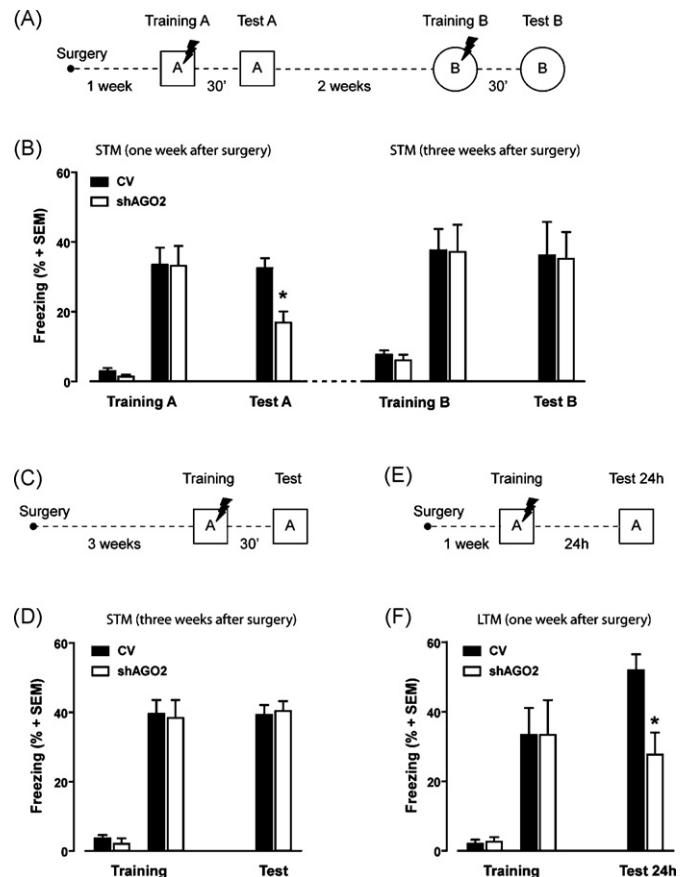 (A)
Training A Test A Training B Test B
Surgery
A A B B
1 week 30' 2 weeks 30'
(B)
STM (one week after surgery) STM (three weeks after surgery)
CV
shAGO2
Freezing (% + SEM)
60
40
20
0
*
Training A Test A Training B Test B
(C)
Training Test
Surgery
A A
3 weeks 30'
(E)
Training Test 24h
Surgery
A A
1 week 24h
(D)
STM (three weeks after surgery)
CV
shAGO2
Freezing (% + SEM)
60
40
20
0
Training Test
(F)
LTM (one week after surgery)
CV
shAGO2
Freezing (% + SEM)
60
40
20
0
*
Training Test 24h